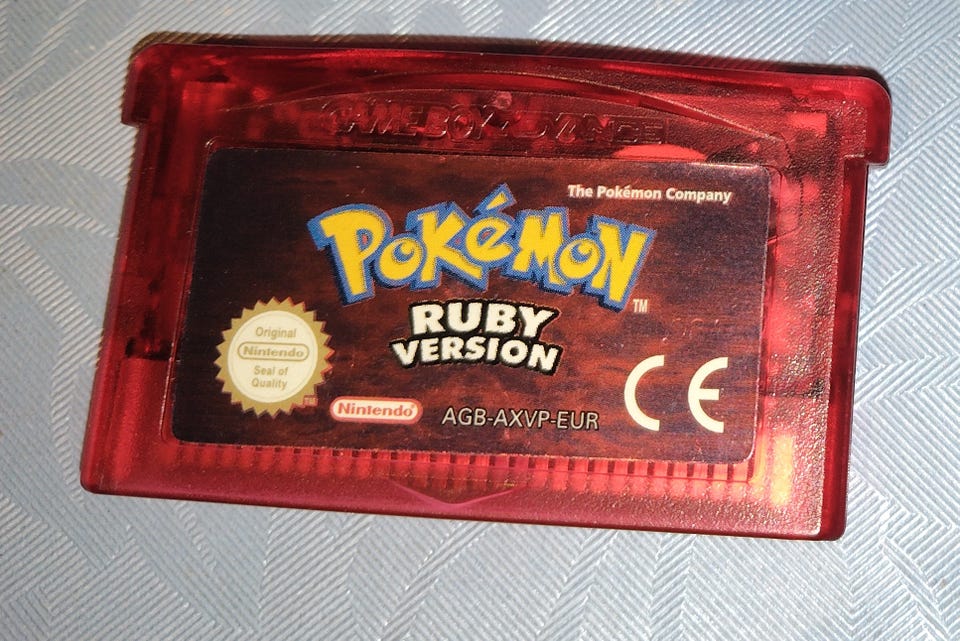 GAME BOY ADVANCE
The Pokémon Company
POKéMON
TM
RUBY
VERSION
Original
Nintendo
Seal of
Quality
TM
Nintendo®
AGB-AXVP-EUR
CE